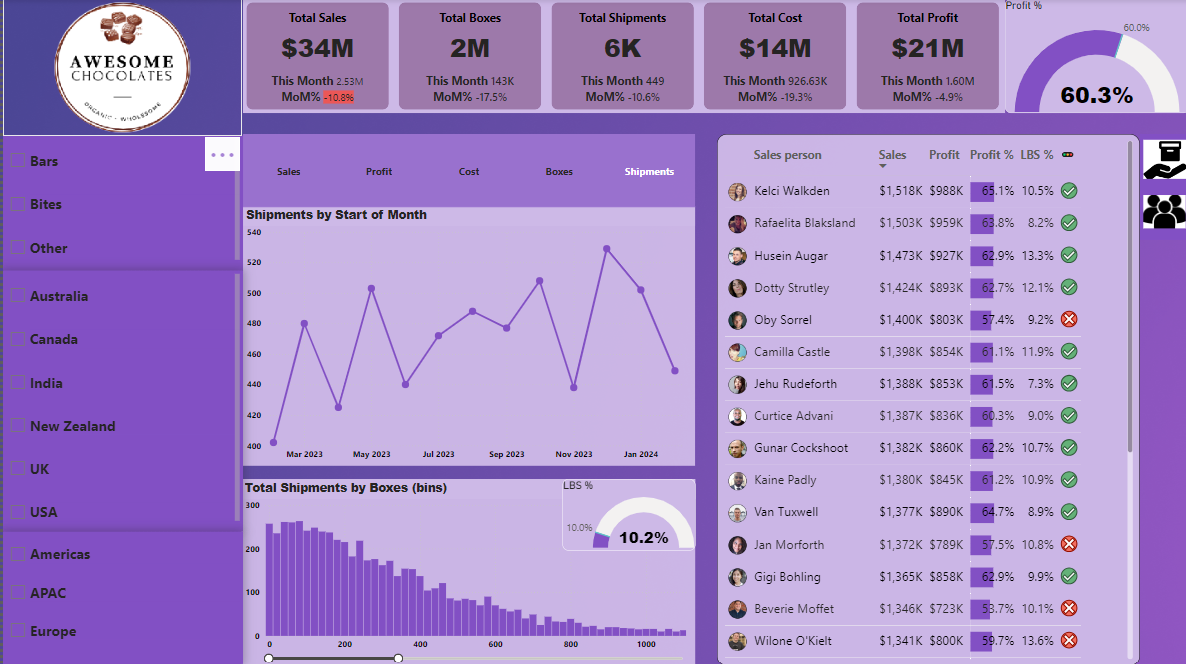 AWESOME
CHOCOLATES
ORGANIC • WHOLESOME
Total Sales
$34M
This Month 2.53M
MoM% -10.8%
Total Boxes
2M
This Month 143K
MoM% -17.5%
Total Shipments
6K
This Month 449
MoM% -10.6%
Total Cost
$14M
This Month 926.63K
MoM% -19.3%
Total Profit
$21M
This Month 1.60M
MoM% -4.9%
Profit %
60.0%
60.3%
Bars
Bites
Other
Australia
Canada
India
New Zealand
UK
USA
Americas
APAC
Europe
Sales Profit Cost Boxes Shipments
Shipments by Start of Month
540
520
500
480
460
440
420
400
Mar 2023 May 2023 Jul 2023 Sep 2023 Nov 2023 Jan 2024
Total Shipments by Boxes (bins)
300
200
100
0
0 200 400 600 800 1000
LBS %
10.0%
10.2%
Sales person Sales Profit Profit % LBS %
Kelci Walkden $1,518K $988K 65.1% 10.5%
Rafaelita Blaksland $1,503K $959K 63.8% 8.2%
Husein Augar $1,473K $927K 62.9% 13.3%
Dotty Strutley $1,424K $893K 62.7% 12.1%
Oby Sorrel $1,400K $803K 57.4% 9.2%
Camilla Castle $1,398K $854K 61.1% 11.9%
Jehu Rudeforth $1,388K $853K 61.5% 7.3%
Curtice Advani $1,387K $836K 60.3% 9.0%
Gunar Cockshoot $1,382K $860K 62.2% 10.7%
Kaine Padly $1,380K $845K 61.2% 10.9%
Van Tuxwell $1,377K $890K 64.7% 8.9%
Jan Morforth $1,372K $789K 57.5% 10.8%
Gigi Bohling $1,365K $858K 62.9% 9.9%
Beverie Moffet $1,346K $723K 53.7% 10.1%
Wilone O'Kielt $1,341K $800K 59.7% 13.6%